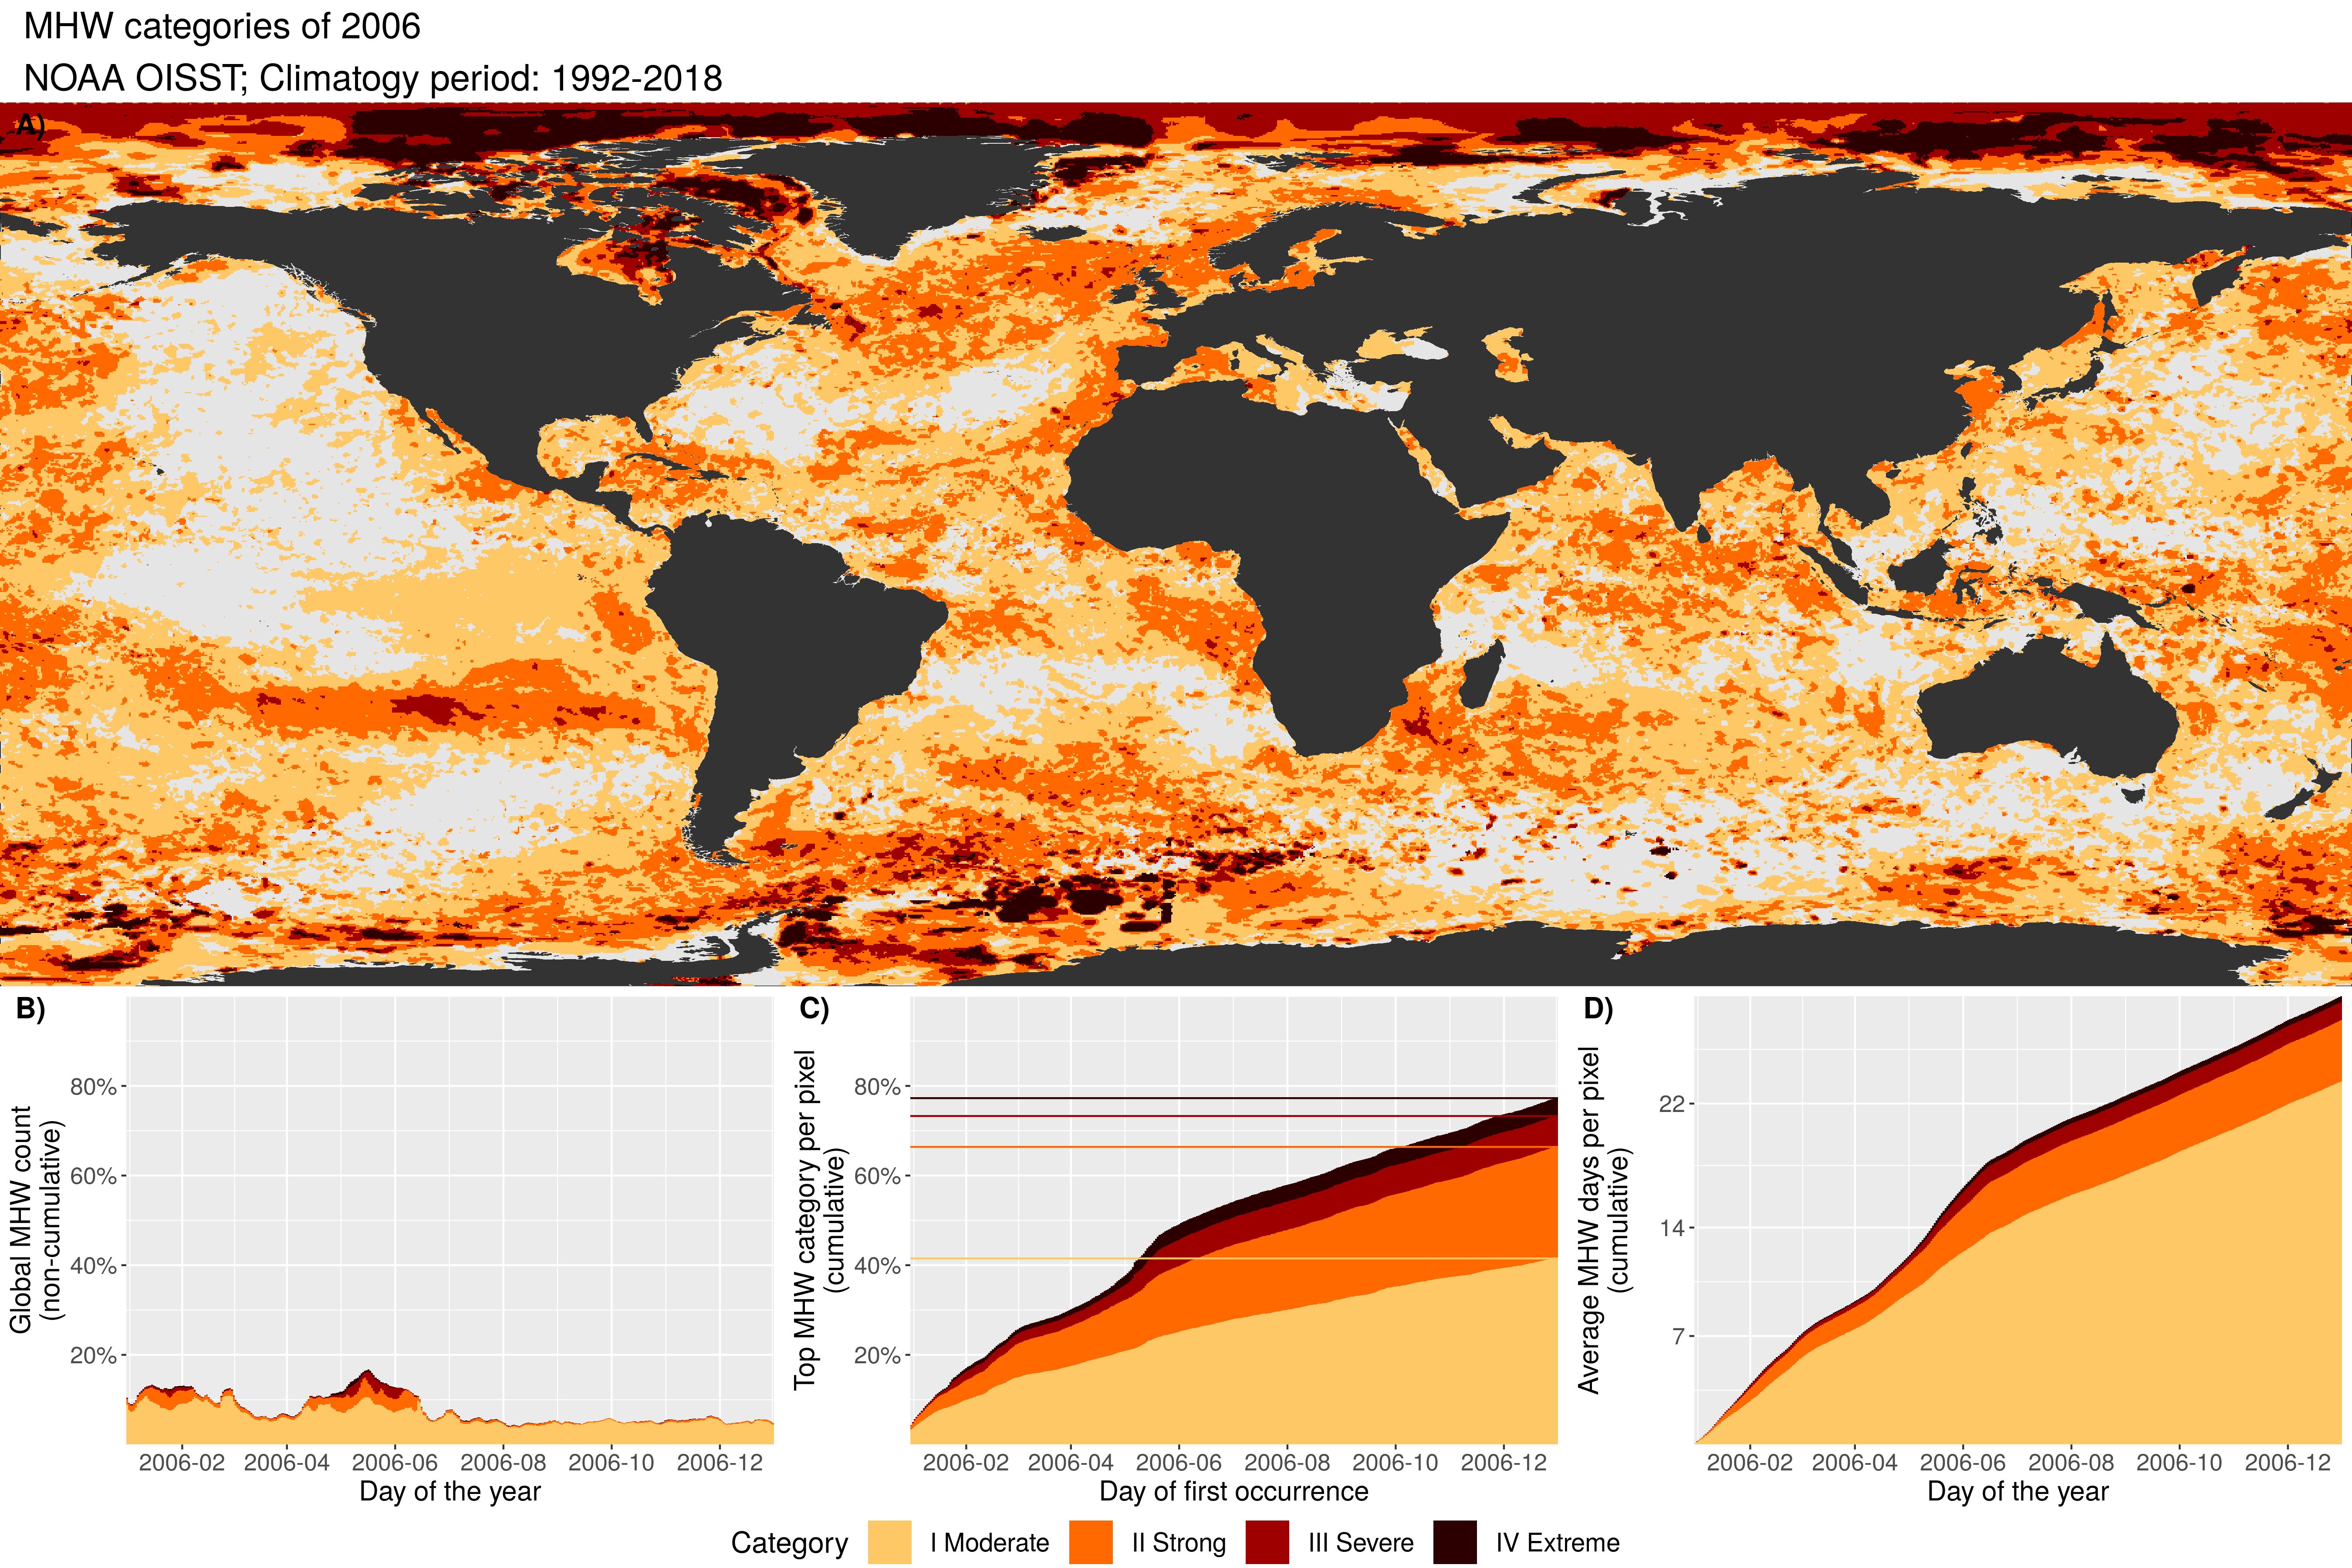 MHW categories of 2006
NOAA OISST; Climatogy period: 1992-2018
A)
B)
Global MHW count
(non-cumulative)
80%
60%
40%
20%
2006-02 2006-04 2006-06 2006-08 2006-10 2006-12
Day of the year
C)
Top MHW category per pixel
(cumulative)
80%
60%
40%
20%
2006-02 2006-04 2006-06 2006-08 2006-10 2006-12
Day of first occurrence
D)
Average MHW days per pixel
(cumulative)
22
14
7
2006-02 2006-04 2006-06 2006-08 2006-10 2006-12
Day of the year
Category I Moderate II Strong III Severe IV Extreme